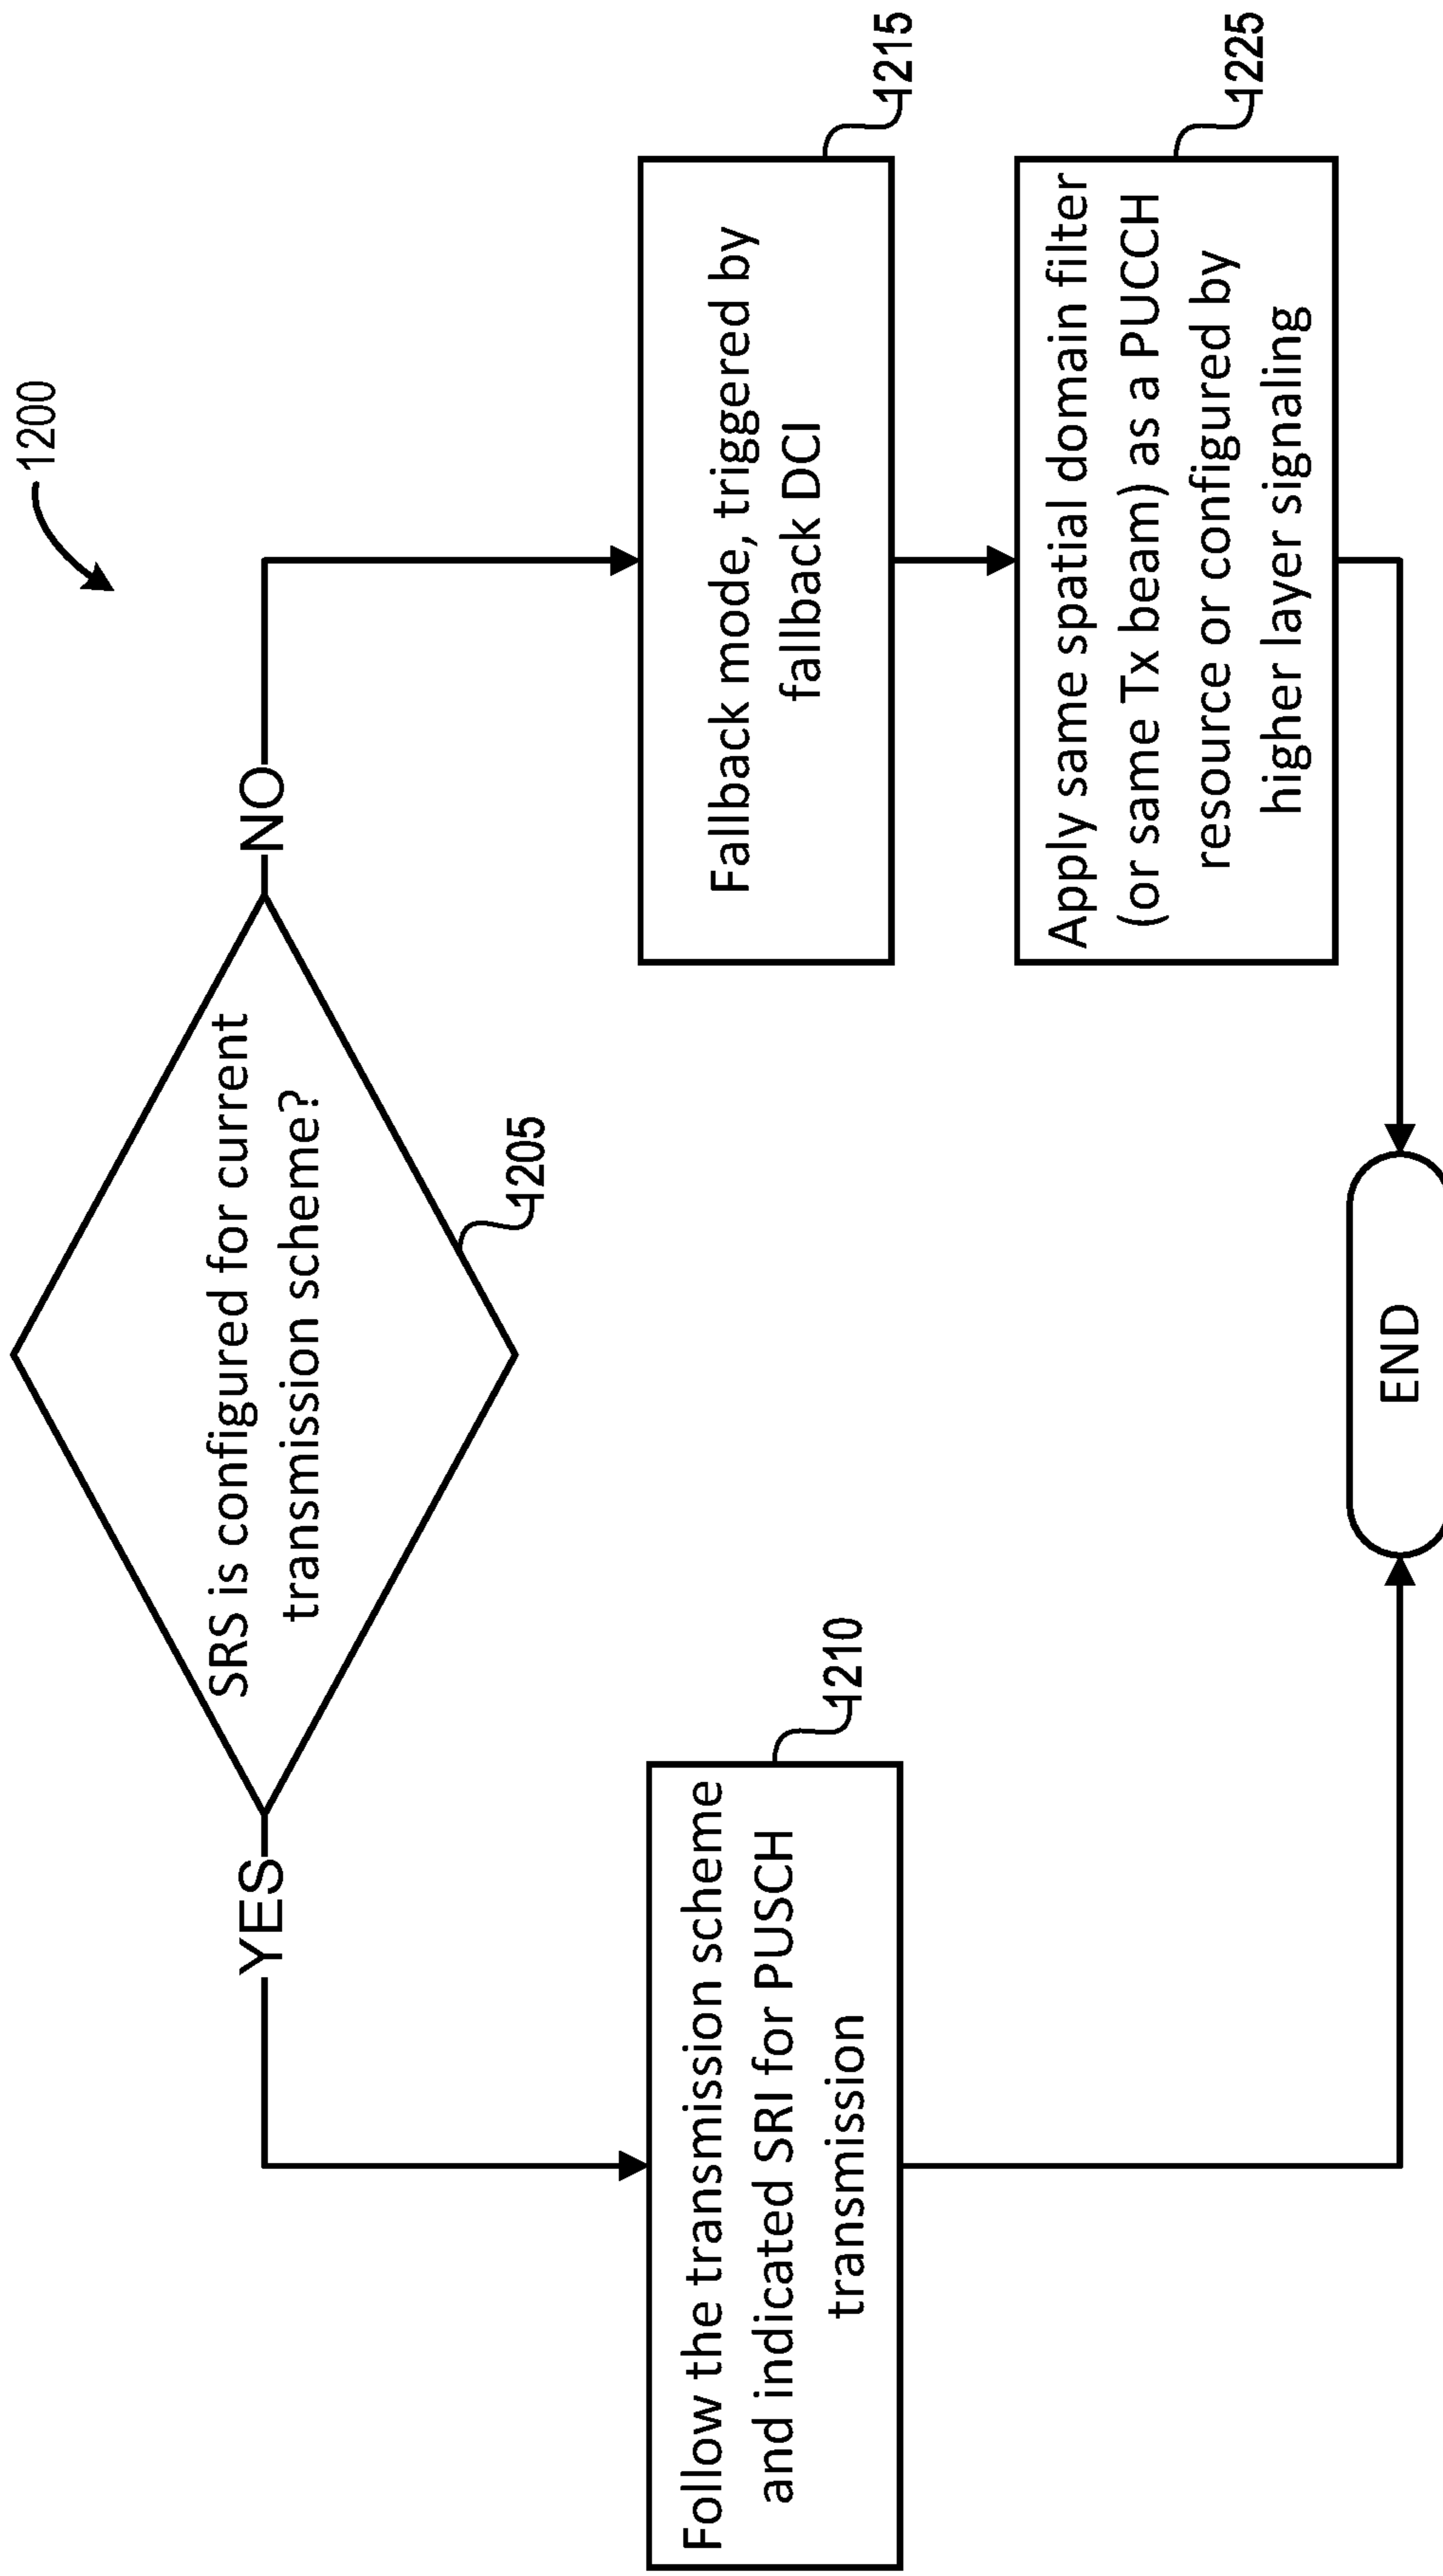 1200
SRS is configured for current
transmission scheme?
1205
YES
NO
Follow the transmission scheme
and indicated SRI for PUSCH
transmission
1210
Fallback mode, triggered by
fallback DCI
1215
Apply same spatial domain filter
(or same Tx beam) as a PUCCH
resource or configured by
higher layer signaling
1225
END